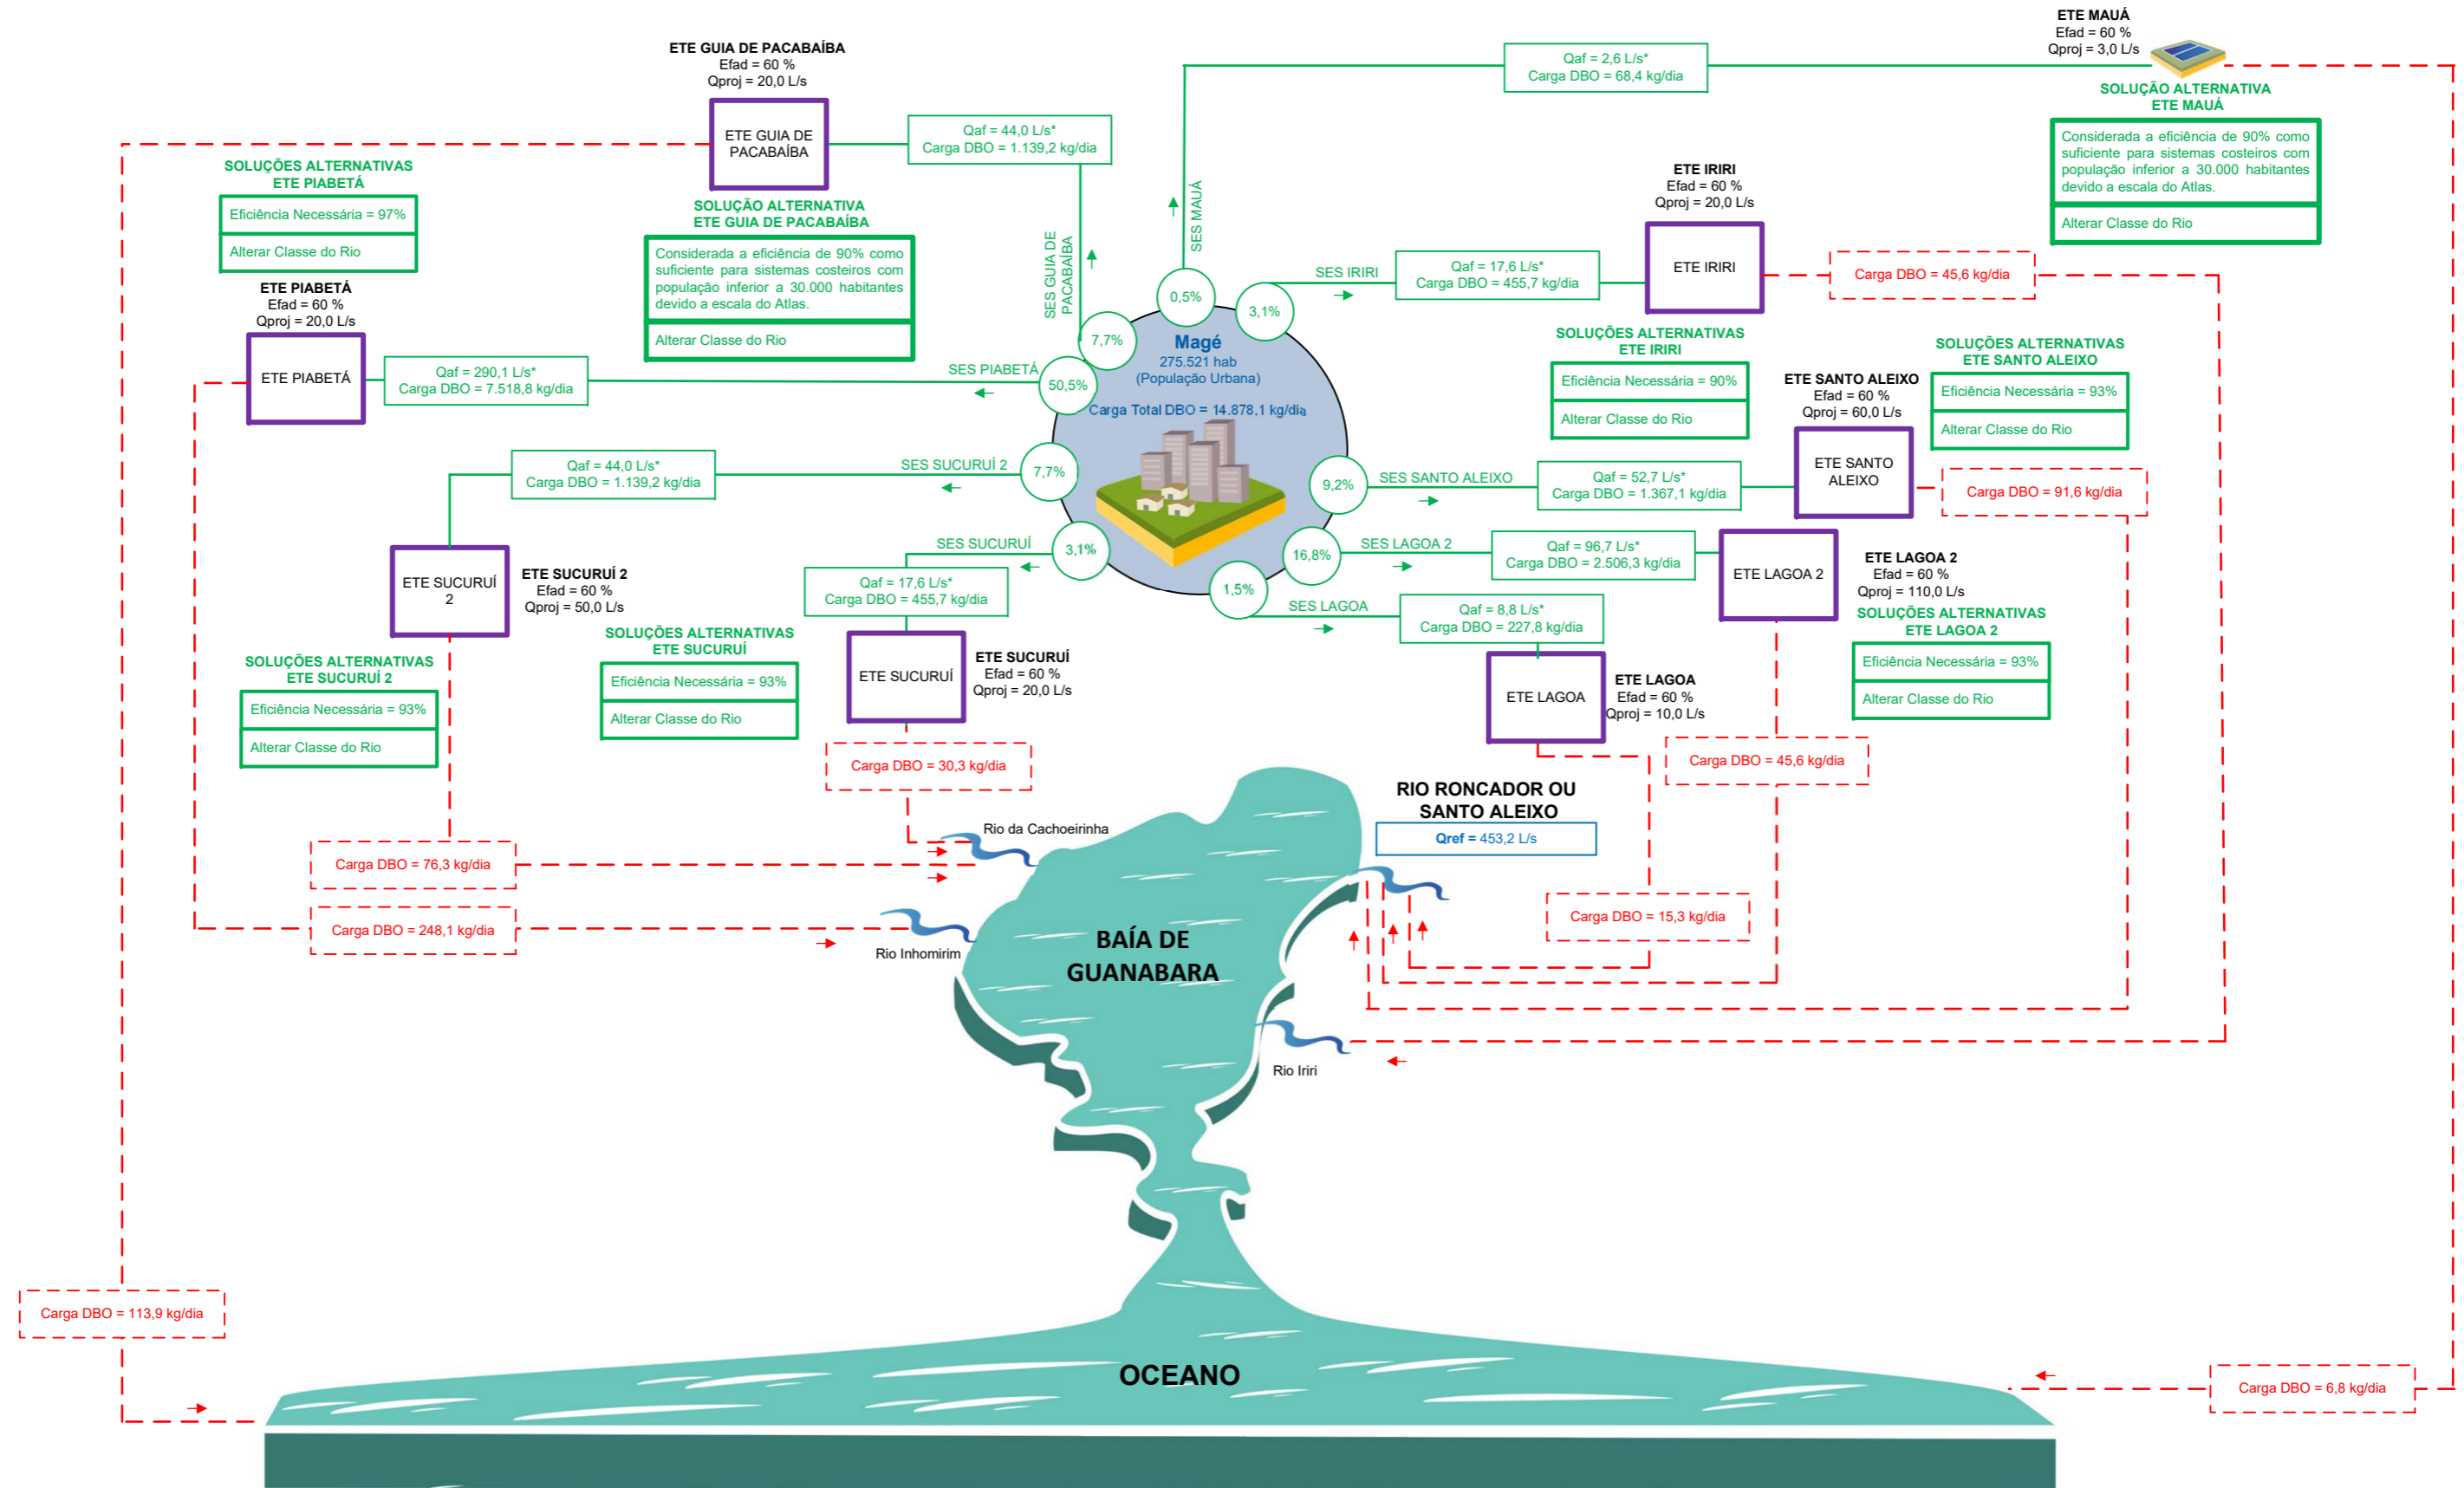 ETE MAUÁ
Efad = 60 %
Qproj = 3,0 L/s
Qaf = 2,6 L/s*
Carga DBO = 68,4 kg/dia
SOLUÇÃO ALTERNATIVA
ETE MAUÁ
Considerada a eficiência de 90% como
suficiente para sistemas costeiros com
população inferior a 30.000 habitantes
devido a escala do Atlas.
Alterar Classe do Rio
ETE GUIA DE PACABAÍBA
Efad = 60 %
Qproj = 20,0 L/s
ETE GUIA DE
PACABAÍBA
Qaf = 44,0 L/s*
Carga DBO = 1.139,2 kg/dia
SOLUÇÃO ALTERNATIVA
ETE GUIA DE PACABAÍBA
Considerada a eficiência de 90% como
suficiente para sistemas costeiros com
população inferior a 30.000 habitantes
devido a escala do Atlas.
Alterar Classe do Rio
SES GUIA DE
PACABAÍBA
SES MAUÁ
SOLUÇÕES ALTERNATIVAS
ETE PIABETÁ
Eficiência Necessária = 97%
Alterar Classe do Rio
ETE PIABETÁ
Efad = 60 %
Qproj = 20,0 L/s
ETE PIABETÁ
Qaf = 290,1 L/s*
Carga DBO = 7.518,8 kg/dia
SES PIABETÁ
ETE IRIRI
Efad = 60 %
Qproj = 20,0 L/s
SES IRIRI
Qaf = 17,6 L/s*
Carga DBO = 455,7 kg/dia
ETE IRIRI
Carga DBO = 45,6 kg/dia
SOLUÇÕES ALTERNATIVAS
ETE IRIRI
Eficiência Necessária = 90%
Alterar Classe do Rio
0,5%
3,1%
7,7%
50,5%
Magé
275.521 hab
(População Urbana)
Carga Total DBO = 14.878,1 kg/dia
7,7%
9,2%
3,1%
16,8%
1,5%
SOLUÇÕES ALTERNATIVAS
ETE SANTO ALEIXO
Eficiência Necessária = 93%
Alterar Classe do Rio
ETE SANTO ALEIXO
Efad = 60 %
Qproj = 60,0 L/s
SES SANTO ALEIXO
Qaf = 52,7 L/s*
Carga DBO = 1.367,1 kg/dia
ETE SANTO
ALEIXO
Carga DBO = 91,6 kg/dia
SES SUCURUÍ 2
Qaf = 44,0 L/s*
Carga DBO = 1.139,2 kg/dia
ETE SUCURUÍ
2
ETE SUCURUÍ 2
Efad = 60 %
Qproj = 50,0 L/s
SOLUÇÕES ALTERNATIVAS
ETE SUCURUÍ 2
Eficiência Necessária = 93%
Alterar Classe do Rio
SES SUCURUÍ
Qaf = 17,6 L/s*
Carga DBO = 455,7 kg/dia
SOLUÇÕES ALTERNATIVAS
ETE SUCURUÍ
Eficiência Necessária = 93%
Alterar Classe do Rio
ETE SUCURUÍ
ETE SUCURUÍ
Efad = 60 %
Qproj = 20,0 L/s
Carga DBO = 30,3 kg/dia
SES LAGOA 2
Qaf = 96,7 L/s*
Carga DBO = 2.506,3 kg/dia
ETE LAGOA 2
ETE LAGOA 2
Efad = 60 %
Qproj = 110,0 L/s
SOLUÇÕES ALTERNATIVAS
ETE LAGOA 2
Eficiência Necessária = 93%
Alterar Classe do Rio
SES LAGOA
Qaf = 8,8 L/s*
Carga DBO = 227,8 kg/dia
ETE LAGOA
ETE LAGOA
Efad = 60 %
Qproj = 10,0 L/s
Carga DBO = 45,6 kg/dia
RIO RONCADOR OU
SANTO ALEIXO
Qref = 453,2 L/s
Rio da Cachoeirinha
Carga DBO = 76,3 kg/dia
Carga DBO = 248,1 kg/dia
Rio Inhomirim
Carga DBO = 15,3 kg/dia
BAÍA DE
GUANABARA
Rio Iriri
Carga DBO = 113,9 kg/dia
OCEANO
Carga DBO = 6,8 kg/dia